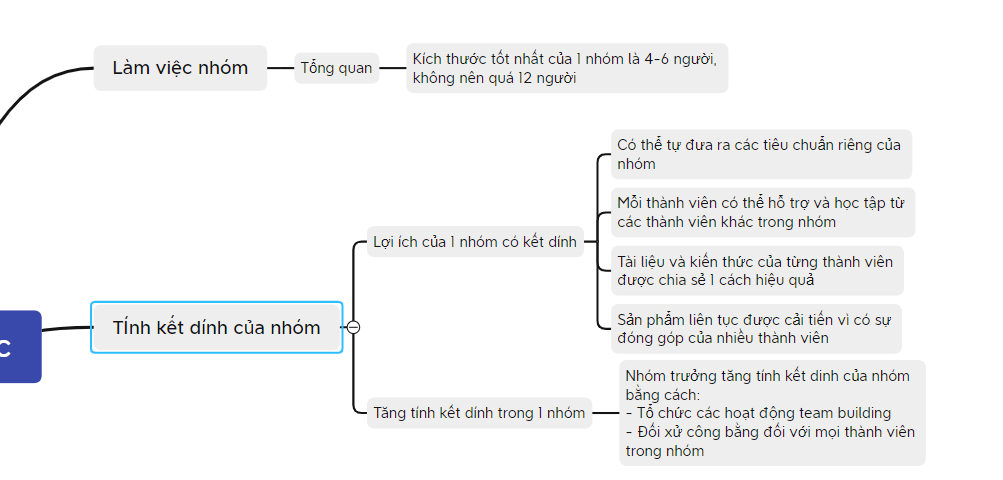 Làm việc nhóm
Tổng quan
Kích thước tốt nhất của 1 nhóm là 4-6 người,
không nên quá 12 người
C
TÍnh kết dính của nhóm
Lợi ích của 1 nhóm có kết dính
Có thể tự đưa ra các tiêu chuẩn riêng của
nhóm
Mỗi thành viên có thể hỗ trợ và học tập từ
các thành viên khác trong nhóm
Tài liệu và kiến thức của từng thành viên
được chia sẻ 1 cách hiệu quả
Sản phẩm liên tục được cải tiến vì có sự
đóng góp của nhiều thành viên
Tăng tính kết dính trong 1 nhóm
Nhóm trưởng tăng tính kết dinh của nhóm
bằng cách:
- Tổ chức các hoạt động team building
- Đối xử công bằng đối với mọi thành viên
trong nhóm